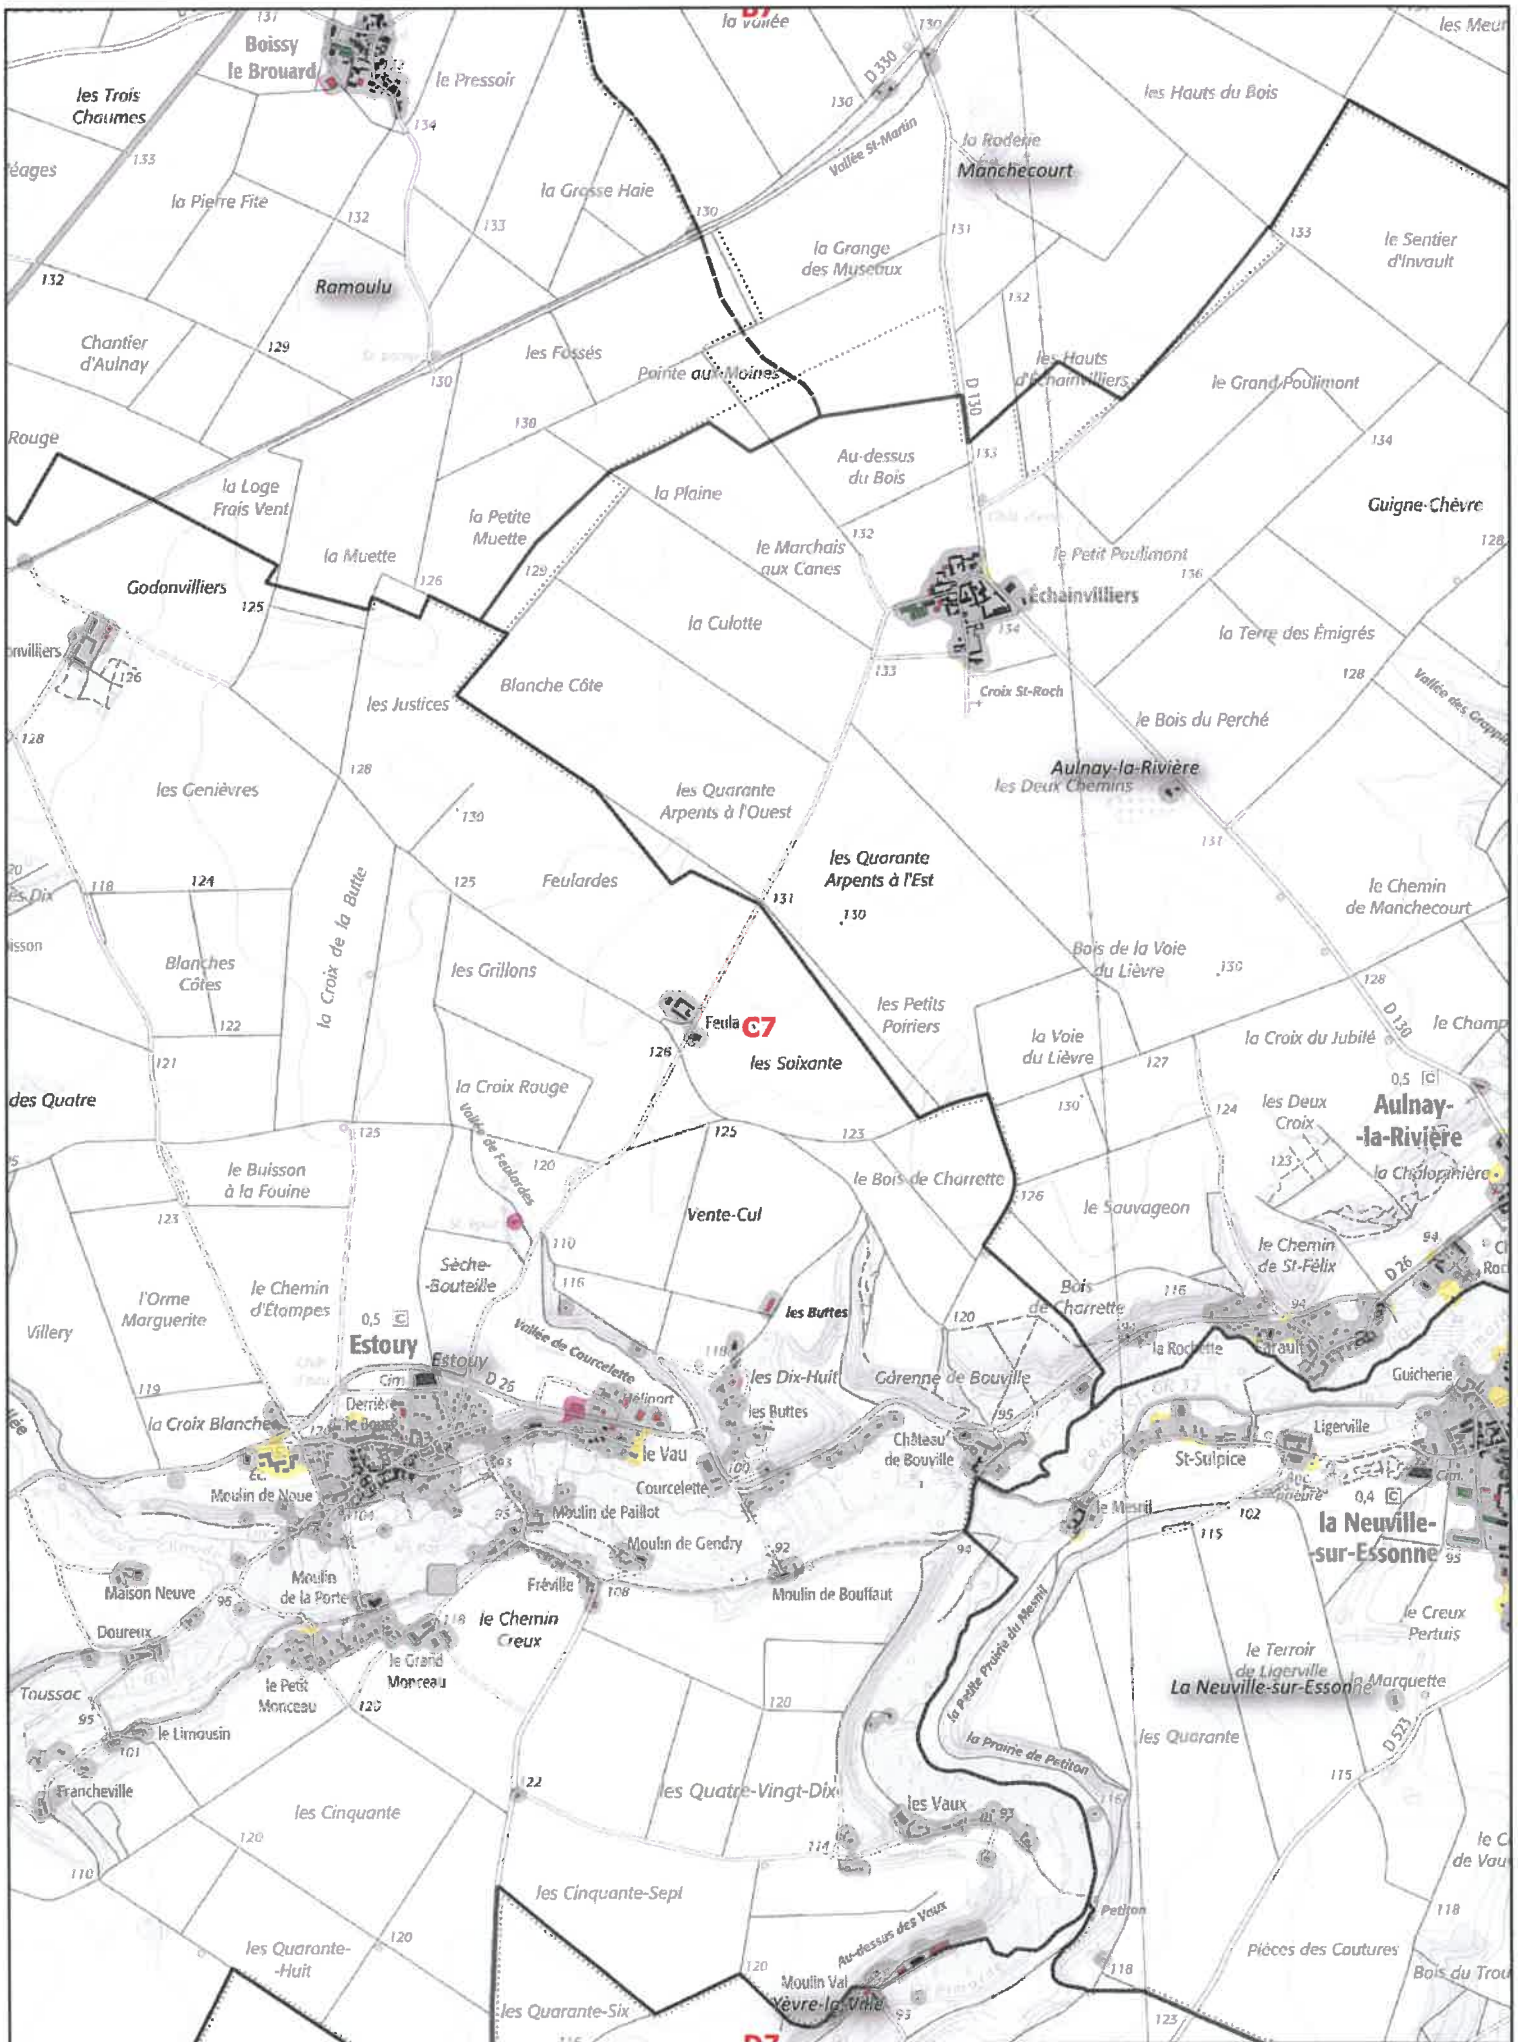 B7
la Vallée
130
les Meur
131
Boissy
le Brouard
le Pressoir
D 330
130
les Hauts du Bois
les Trois
Chaumes
134
Vallée St-Martin
la Roderie
Manchecourt
133
éages
la Pierre Fite
132
133
la Grosse Haie
130
131
la Grange
des Museaux
133
le Sentier
d'Invault
132
Ramoulu
132
Chantier
d'Aulnay
129
130
les Fossés
Pointe aux Moines
D 130
les Hauts
d'Échainvilliers
le Grand Poulimont
130
Rouge
134
la Loge
Frais Vent
la Petite
Muette
la Plaine
Au-dessus
du Bois
133
Guigne-Chèvre
la Muette
126
129
le Marchais
aux Canes
132
le Petit Poulimont
136
128
Godonvilliers
125
Échainvilliers
134
la Culotte
la Terre des Émigrés
onvilliers
126
133
128
Vallée des Grappi
les Justices
Blanche Côte
Croix St-Roch
le Bois du Perché
128
128
Aulnay-la-Rivière
les Deux Chemins
les Genièvres
130
les Quarante
Arpents à l'Ouest
131
les Quarante
Arpents à l'Est
118
124
la Croix de la Butte
125
Feulardes
131
130
le Chemin
de Manchecourt
es Dix
isson
Blanches
Côtes
les Grillons
Bois de la Voie
du Lièvre
130
128
122
Feula
C7
les Petits
Poiriers
la Voie
du Lièvre
D 130
le Champ
la Croix du Jubilé
121
126
les Soixante
127
des Quatre
la Croix Rouge
130
0,5 C
Aulnay-
-la-Rivière
124
les Deux
Croix
Vallée de Feulardes
125
125
123
123
la Chalopinière
le Buisson
à la Fouine
120
le Bois de Charrette
126
le Sauvageon
123
Vente-Cul
110
94
le Chemin
de St-Félix
D 26
Sèche-
-Bouteille
116
le Chemin
d'Étampes
l'Orme
Marguerite
les Buttes
Bois
de Charrette
116
94
Villery
0,5 C
Estouy
Vallée de Courcelette
120
la Rochette
Estouy
Cim.
D 26
118
les Dix-Huit
Garenne de Bouville
Guicherie
119
la Croix Blanche
Derrière
le Bourg
Héliport
les Buttes
95
Ligerville
le Vau
Château
de Bouville
St-Sulpice
93
Courcelette
100
Cim.
Moulin de Noue
104
Moulin de Paillot
le Mesnil
0,4 C
102
115
la Neuville-
-sur-Essonne
95
95
Moulin de Gendry
92
94
Maison Neuve
Moulin
de la Porte
Fréville
108
Moulin de Bouffaut
96
118
le Chemin
Creux
le Creux
Pertuis
Doureux
la Petite Prairie du Mesnil
le Terroir
de Ligerville
la Marquette
La Neuville-sur-Essonne
le Grand
Monceau
le Petit
Monceau
120
Toussac
95
120
le Limousin
101
la Prairie de Petiton
les Quarante
D 523
Francheville
22
les Quatre-Vingt-Dix
115
les Cinquante
les Vaux
93
116
120
114
le C
de Vau
110
les Cinquante-Sept
118
Au-dessus des Vaux
Petiton
120
les Quarante-
-Huit
Pièces des Coutures
120
Moulin Val
118
Bois du Trou
les Quarante-Six
Yèvre-la-Ville
93
123
D7